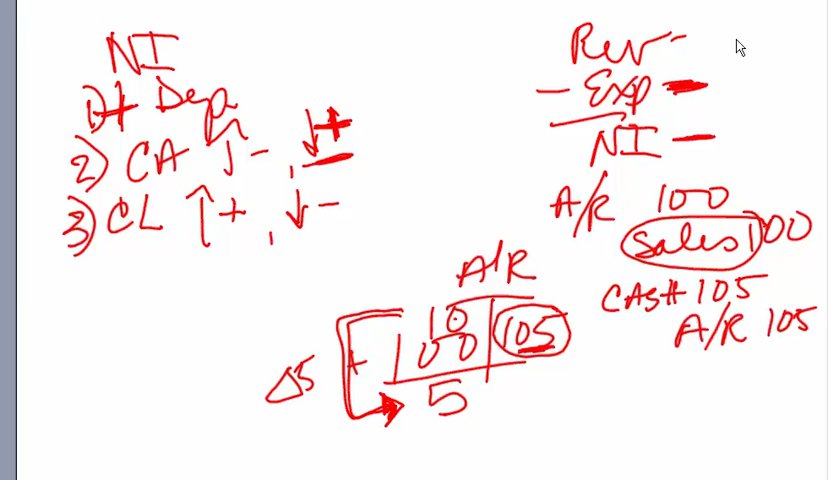 NI
1) + Dep
2) CA ↑ -, ↓ +
3) CL ↑ +, ↓ -
Rev -
- Exp -
NI -
A/R 100
Sales 100
CASH 105
A/R 105
A/R
10
+ 100 105
Δ5 5